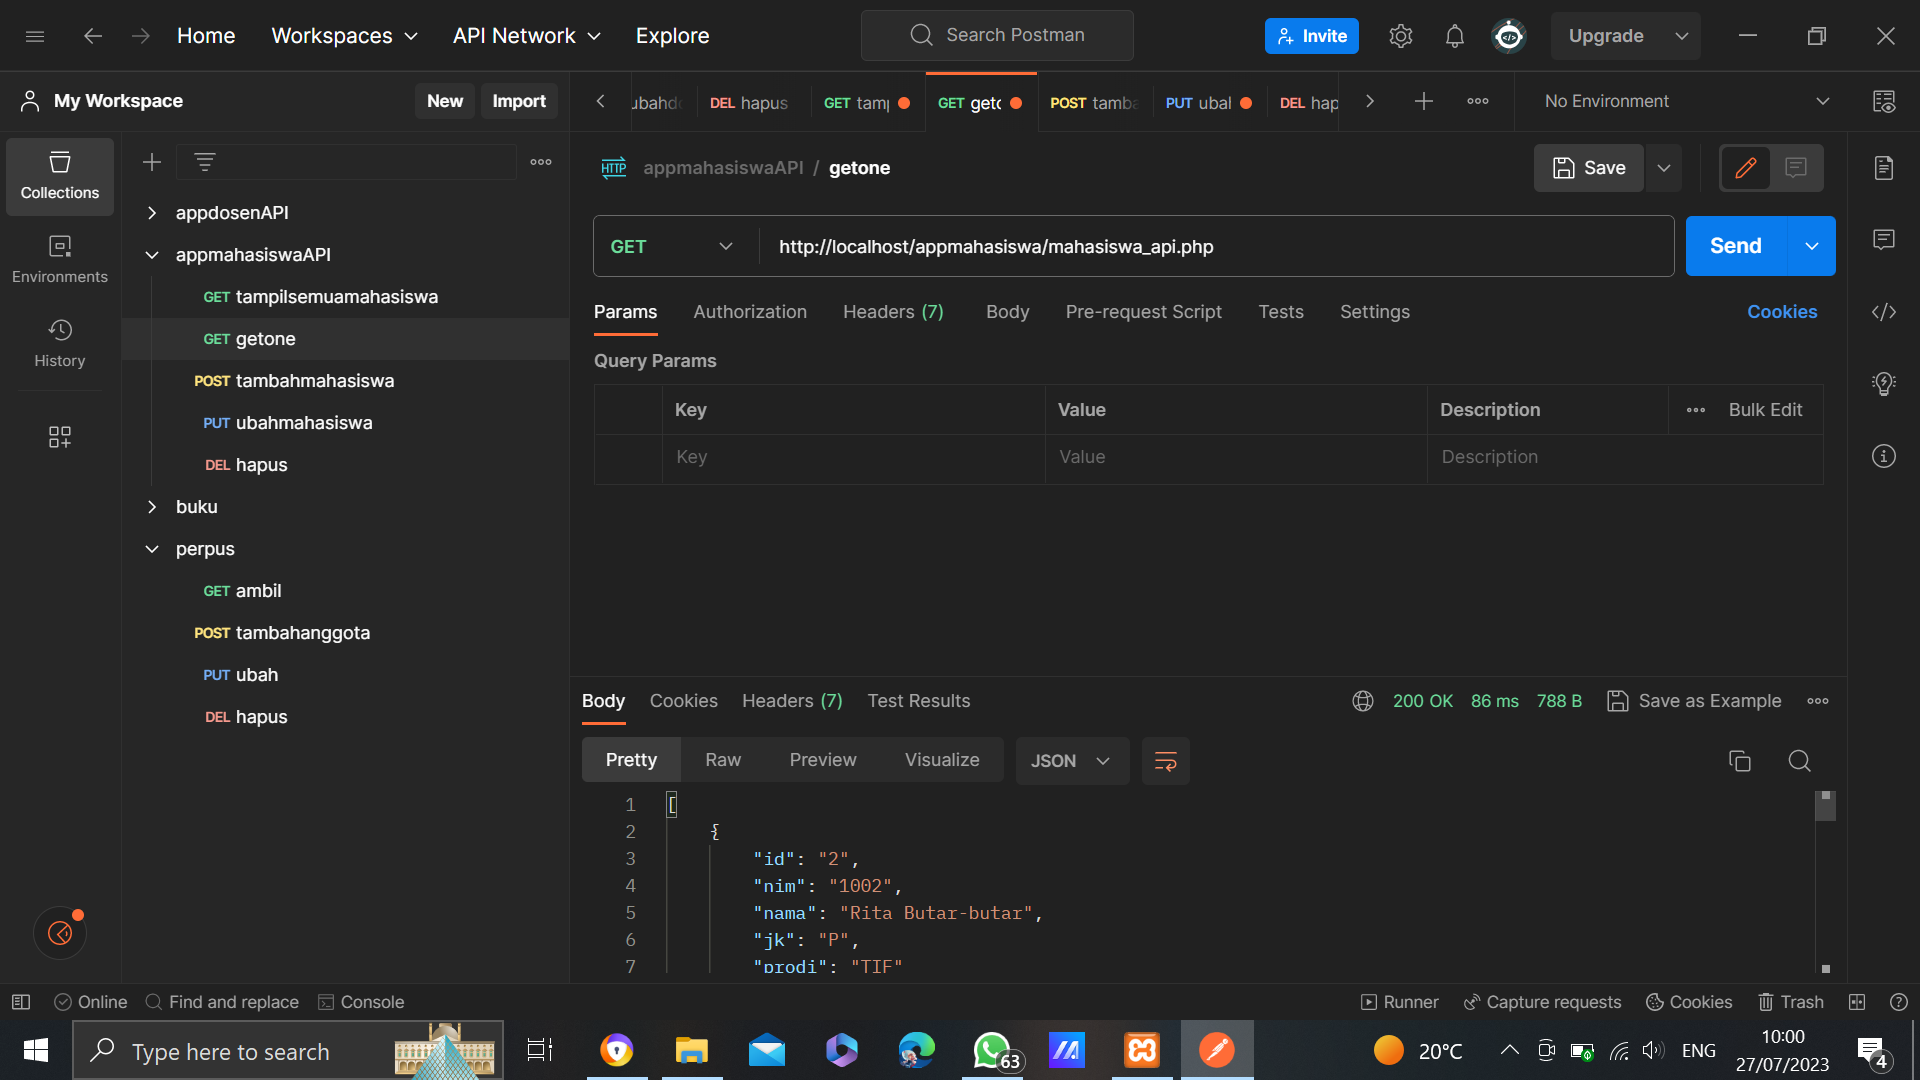 Home
Workspaces
API Network
Explore
Search Postman
Invite
Upgrade
My Workspace
New
Import
DEL hapus
GET
GET
POST
PUT
DEL
No Environment
Collections
Environments
History
appdosenAPI
appmahasiswaAPI
GET tampilsemuamahasiswa
GET getone
POST tambahmahasiswa
PUT ubahmahasiswa
DEL hapus
buku
perpus
GET ambil
POST tambahanggota
PUT ubah
DEL hapus
HTTP appmahasiswaAPI / getone
Save
GET
http://localhost/appmahasiswa/mahasiswa_api.php
Send
Params
Authorization
Headers (7)
Body
Pre-request Script
Tests
Settings
Cookies
Query Params
Key
Value
Description
Bulk Edit
Key
Value
Description
Body
Cookies
Headers (7)
Test Results
200 OK
86 ms
788 B
Save as Example
Pretty
Raw
Preview
Visualize
JSON
1 [
2 {
3 "id": "2",
4 "nim": "1002",
5 "nama": "Rita Butar-butar",
6 "jk": "P",
7 "prodi": "TIF"
Online
Find and replace
Console
Runner
Capture requests
Cookies
Trash
Type here to search
63
20°C
ENG
10:00
27/07/2023
4